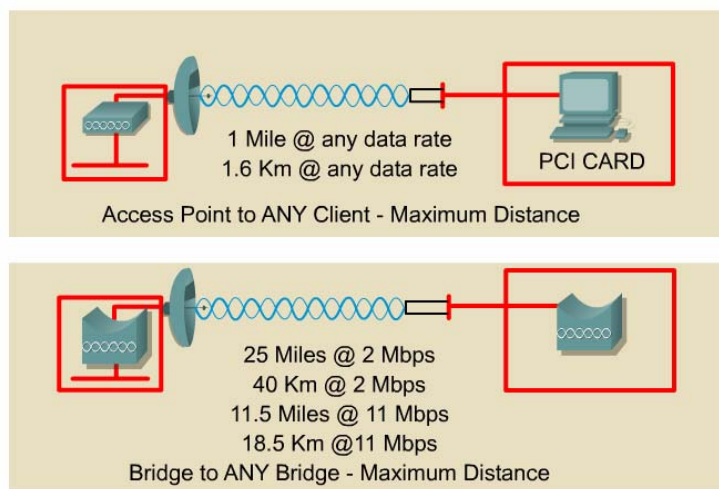 1 Mile @ any data rate
1.6 Km @ any data rate
PCI CARD
Access Point to ANY Client - Maximum Distance
25 Miles @ 2 Mbps
40 Km @ 2 Mbps
11.5 Miles @ 11 Mbps
18.5 Km @11 Mbps
Bridge to ANY Bridge - Maximum Distance